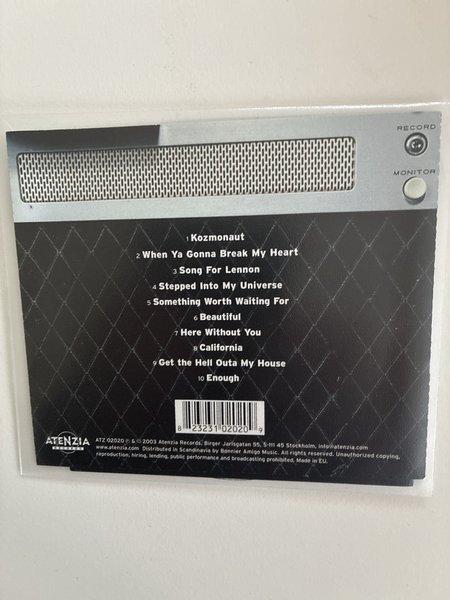 RECORD
MONITOR
1 Kozmonaut
2 When Ya Gonna Break My Heart
3 Song For Lennon
4 Stepped Into My Universe
5 Something Worth Waiting For
6 Beautiful
7 Here Without You
8 California
9 Get the Hell Outa My House
10 Enough
8 23231 02020 9
ATENZIA
RECORDS
ATZ 02020 ℗ & © 2003 Atenzia Records, Birger Jarlsgatan 55, S-111 45 Stockholm, info@atenzia.com
www.atenzia.com Distributed in Scandinavia by Bonnier Amigo Music. All rights reserved. Unauthorized copying,
reproduction, hiring, lending, public performance and broadcasting prohibited. Made in EU.